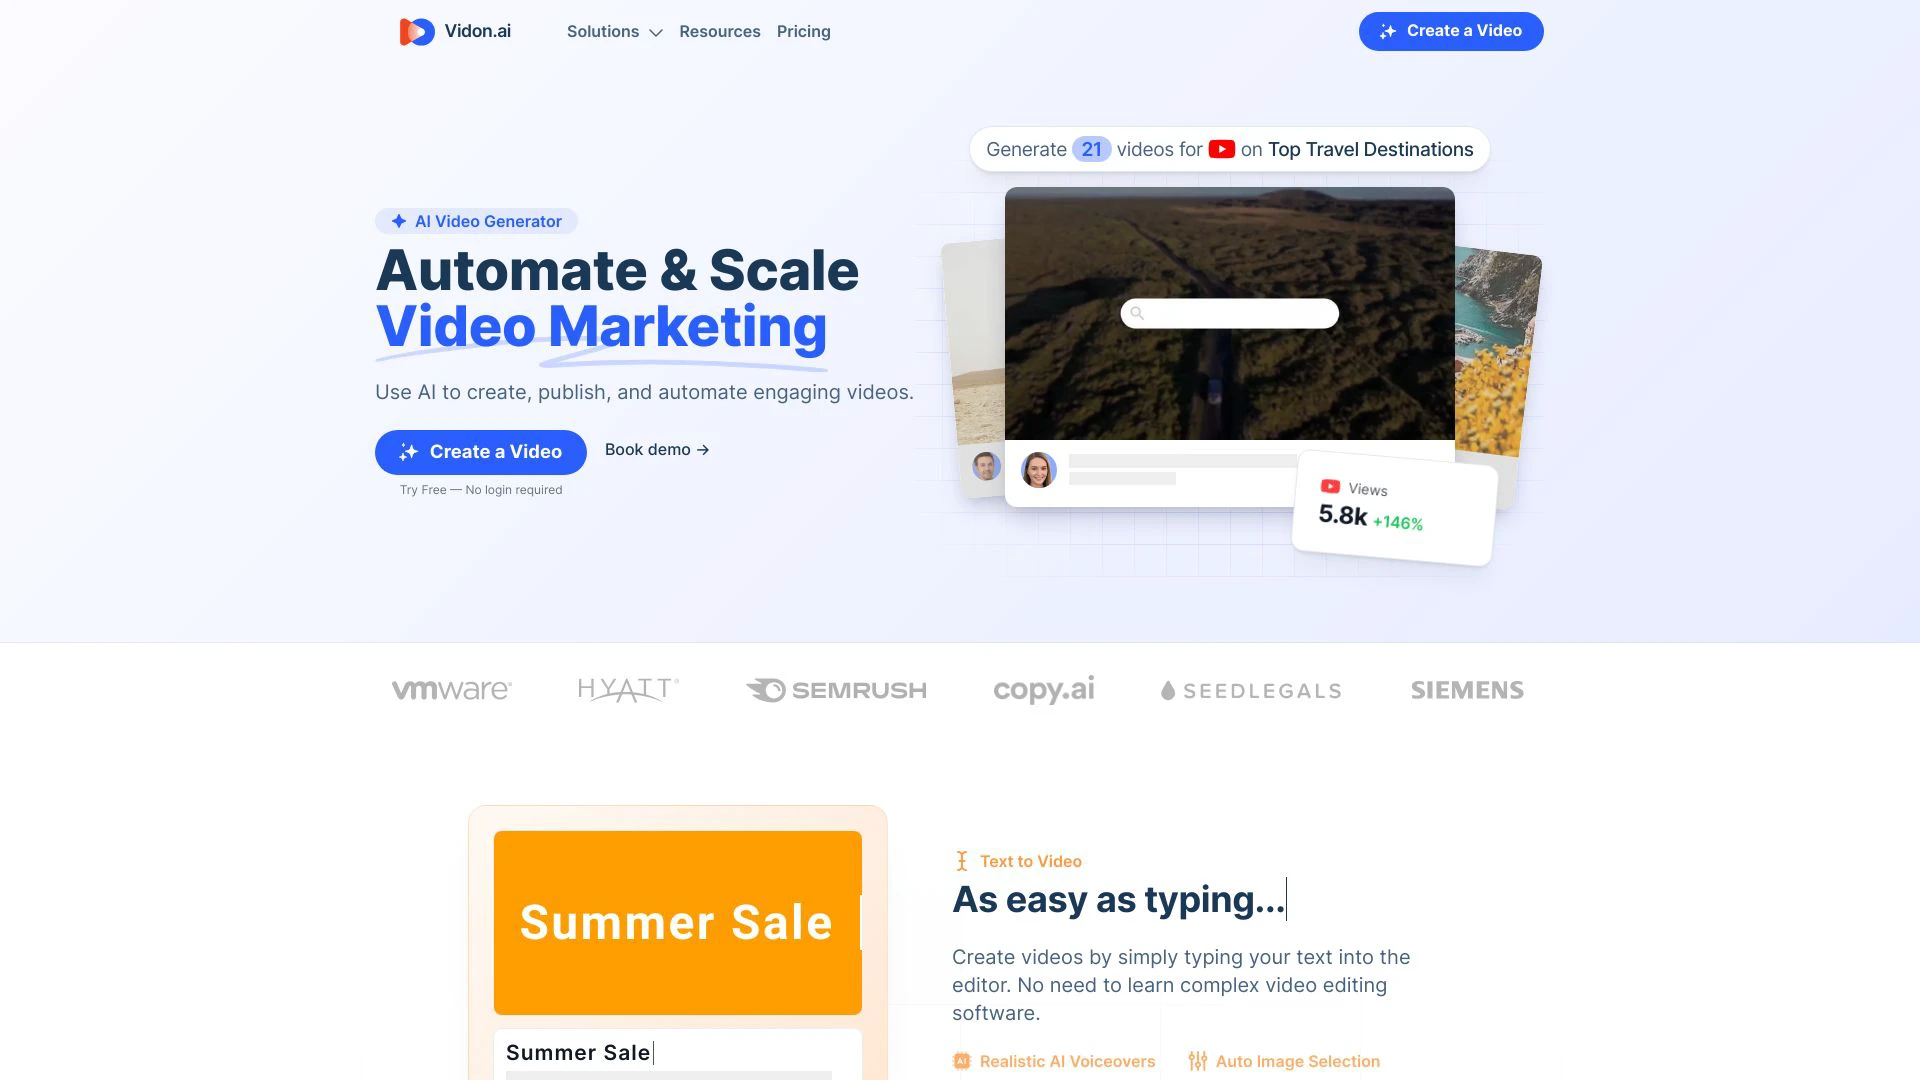 Vidon.ai
Solutions
Resources
Pricing
Create a Video
Generate 21 videos for on Top Travel Destinations
AI Video Generator
Automate & Scale
Video Marketing
Use AI to create, publish, and automate engaging videos.
Create a Video
Book demo →
Try Free — No login required
Views
5.8k +146%
vmware®
HYATT®
SEMRUSH
copy.ai
SEEDLEGALS
SIEMENS
Summer Sale
Summer Sale
Text to Video
As easy as typing...
Create videos by simply typing your text into the
editor. No need to learn complex video editing
software.
AI Realistic AI Voiceovers
Auto Image Selection